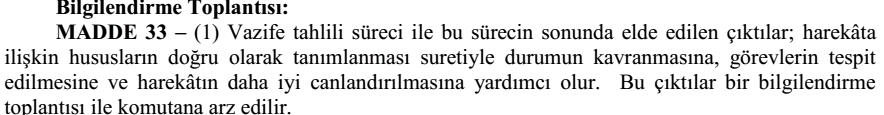 Bilgilendirme Toplantısı:
MADDE 33 – (1) Vazife tahlili süreci ile bu sürecin sonunda elde edilen çıktılar; harekâta
ilişkin hususların doğru olarak tanımlanması suretiyle durumun kavranmasına, görevlerin tespit
edilmesine ve harekâtın daha iyi canlandırılmasına yardımcı olur. Bu çıktılar bir bilgilendirme
toplantısı ile komutana arz edilir.